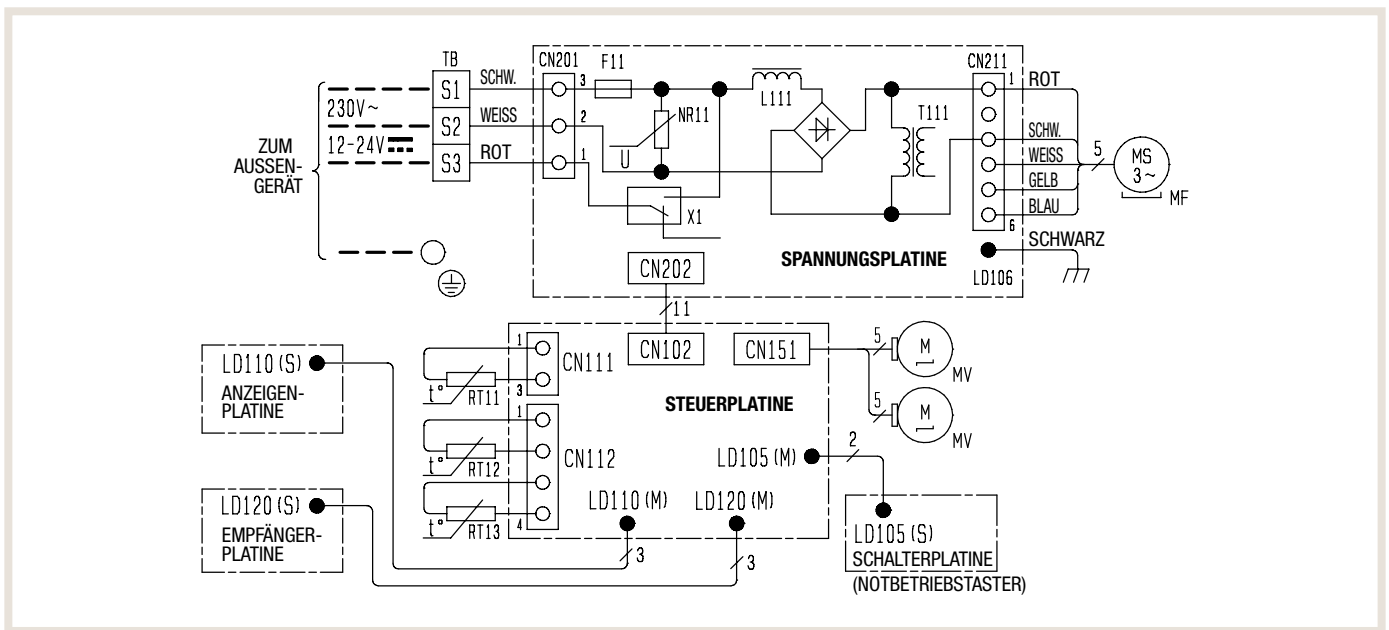 TB
CN201
F11
CN211
S1
S2
S3
SCHW.
WEISS
ROT
3
2
1
230V~
12-24V
ZUM
AUSSEN-
GERÄT
NR11
U
L111
T111
X1
1
ROT
SCHW.
WEISS
GELB
BLAU
6
5
MS
3~
MF
SCHWARZ
LD106
SPANNUNGSPLATINE
CN202
11
CN102
CN151
5
M
MV
5
M
MV
1
CN111
3
t°
RT11
1
CN112
t°
RT12
4
t°
RT13
STEUERPLATINE
LD110 (S)
ANZEIGEN-
PLATINE
LD120 (S)
EMPFÄNGER-
PLATINE
LD105 (M)
2
LD110 (M)
LD120 (M)
3
3
LD105 (S)
SCHALTERPLATINE
(NOTBETRIEBSTASTER)